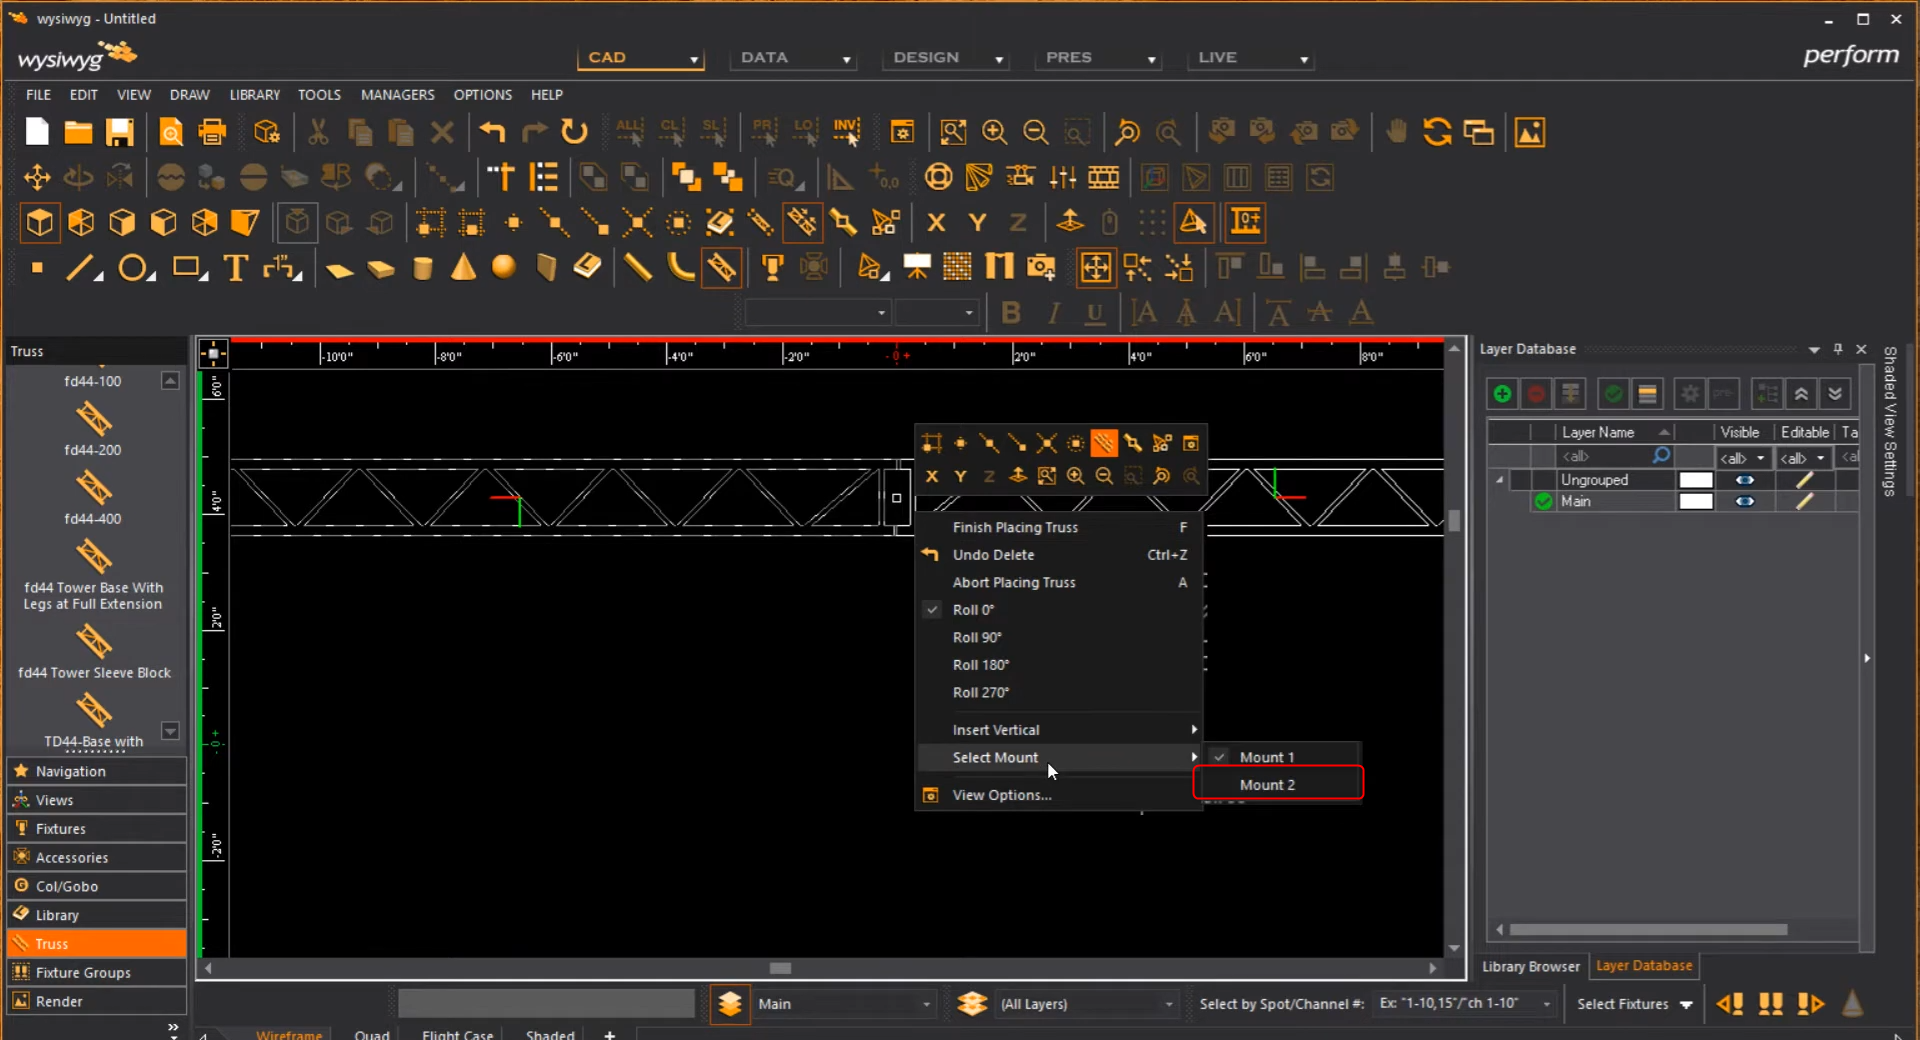 wysiwyg - Untitled
wysiwyg
CAD
DATA
DESIGN
PRES
LIVE
perform
FILE EDIT VIEW DRAW LIBRARY TOOLS MANAGERS OPTIONS HELP
ALL CL SL PR LO INV
X Y Z
T
B I U A A A A A A
Truss
fd44-100
fd44-200
fd44-400
fd44 Tower Base With
Legs at Full Extension
fd44 Tower Sleeve Block
TD44-Base with
Navigation
Views
Fixtures
Accessories
Col/Gobo
Library
Truss
Fixture Groups
Render
-10'0" -8'0" -6'0" -4'0" -2'0" - 0 + 2'0" 4'0" 6'0" 8'0"
6'0"
4'0"
2'0"
- 0 +
-2'0"
X Y Z
Finish Placing Truss F
Undo Delete Ctrl+Z
Abort Placing Truss A
Roll 0°
Roll 90°
Roll 180°
Roll 270°
Insert Vertical
Select Mount
View Options...
Mount 1
Mount 2
Layer Database
Layer Name Visible Editable Ta
<all> <all> <all>
Ungrouped
Main
Library Browser Layer Database
Shaded View Settings
Main
(All Layers)
Select by Spot/Channel #:
Ex: "1-10,15"/"ch 1-10"
Select Fixtures
Wireframe Quad Flight Case Shaded +